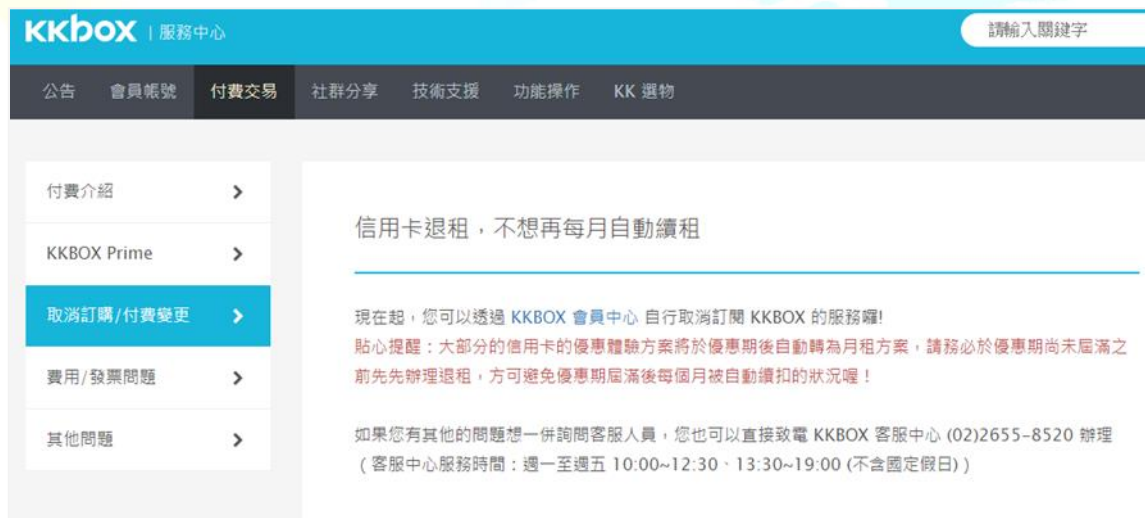 KKBOX | 服務中心
請輸入關鍵字
公告 會員帳號 付費交易 社群分享 技術支援 功能操作 KK 選物
付費介紹
KKBOX Prime
取消訂購/付費變更
費用/發票問題
其他問題
信用卡退租，不想再每月自動續租
現在起，您可以透過 KKBOX 會員中心 自行取消訂閱 KKBOX 的服務囉!
貼心提醒：大部分的信用卡的優惠體驗方案將於優惠期後自動轉為月租方案，請務必於優惠期尚未屆滿之
前先先辦理退租，方可避免優惠期屆滿後每個月被自動續扣的狀況喔！
如果您有其他的問題想一併詢問客服人員，您也可以直接致電 KKBOX 客服中心 (02)2655-8520 辦理
（客服中心服務時間：週一至週五 10:00~12:30、13:30~19:00 (不含國定假日)）